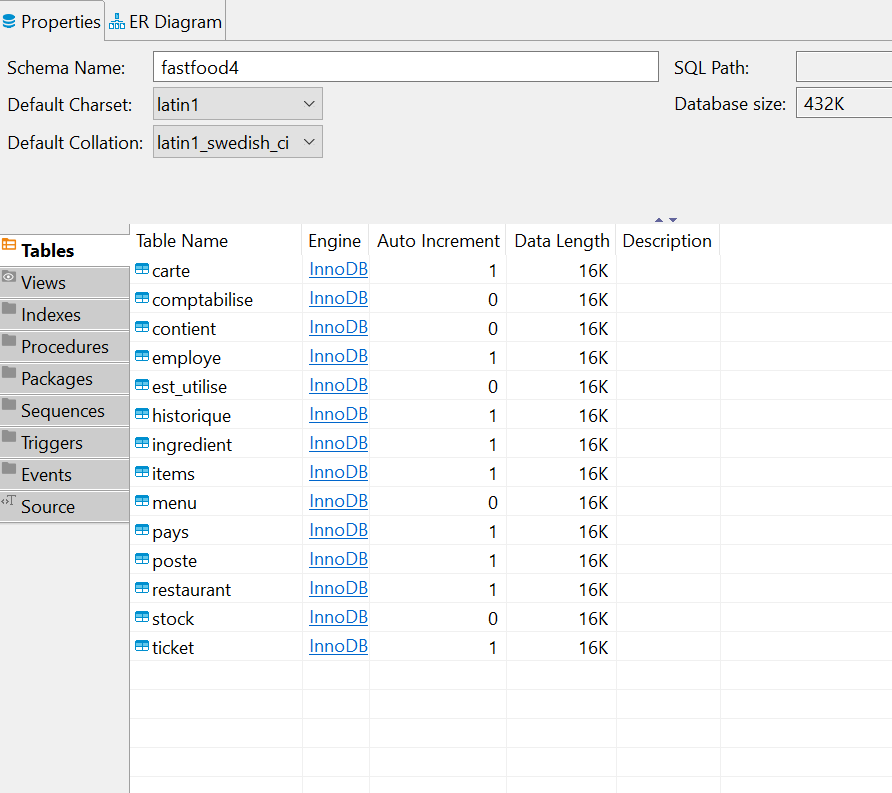 Properties ER Diagram
Schema Name: fastfood4 SQL Path:
Default Charset: latin1 Database size: 432K
Default Collation: latin1_swedish_ci
Tables
Views
Indexes
Procedures
Packages
Sequences
Triggers
Events
Source
Table Name Engine Auto Increment Data Length Description
carte InnoDB 1 16K
comptabilise InnoDB 0 16K
contient InnoDB 0 16K
employe InnoDB 1 16K
est_utilise InnoDB 0 16K
historique InnoDB 1 16K
ingredient InnoDB 1 16K
items InnoDB 1 16K
menu InnoDB 0 16K
pays InnoDB 1 16K
poste InnoDB 1 16K
restaurant InnoDB 1 16K
stock InnoDB 0 16K
ticket InnoDB 1 16K